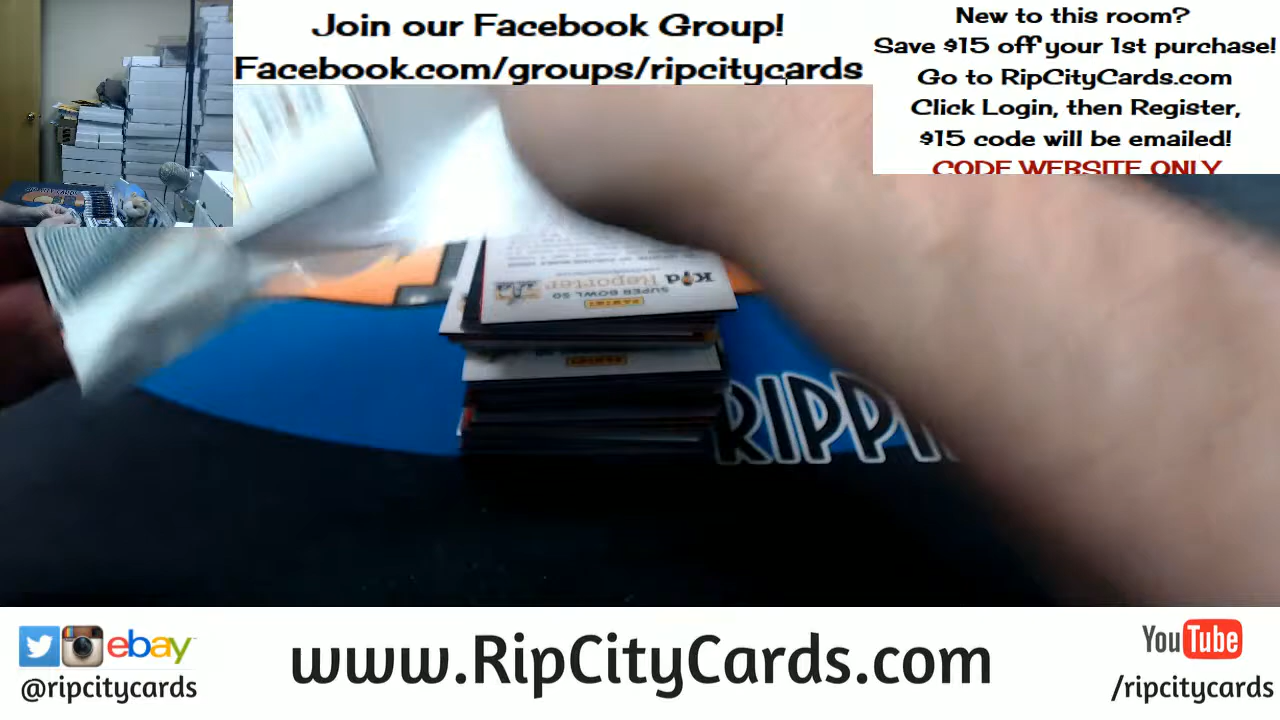 Join our Facebook Group!
Facebook.com/groups/ripcitycards
New to this room?
Save $15 off your 1st purchase!
Go to RipCityCards.com
Click Login, then Register,
$15 code will be emailed!
CODE WEBSITE ONLY
SUPER BOWL 50
Kid
Reporter
PANINI
RIPPI
ebay
@ripcitycards
www.RipCityCards.com
YouTube
/ripcitycards